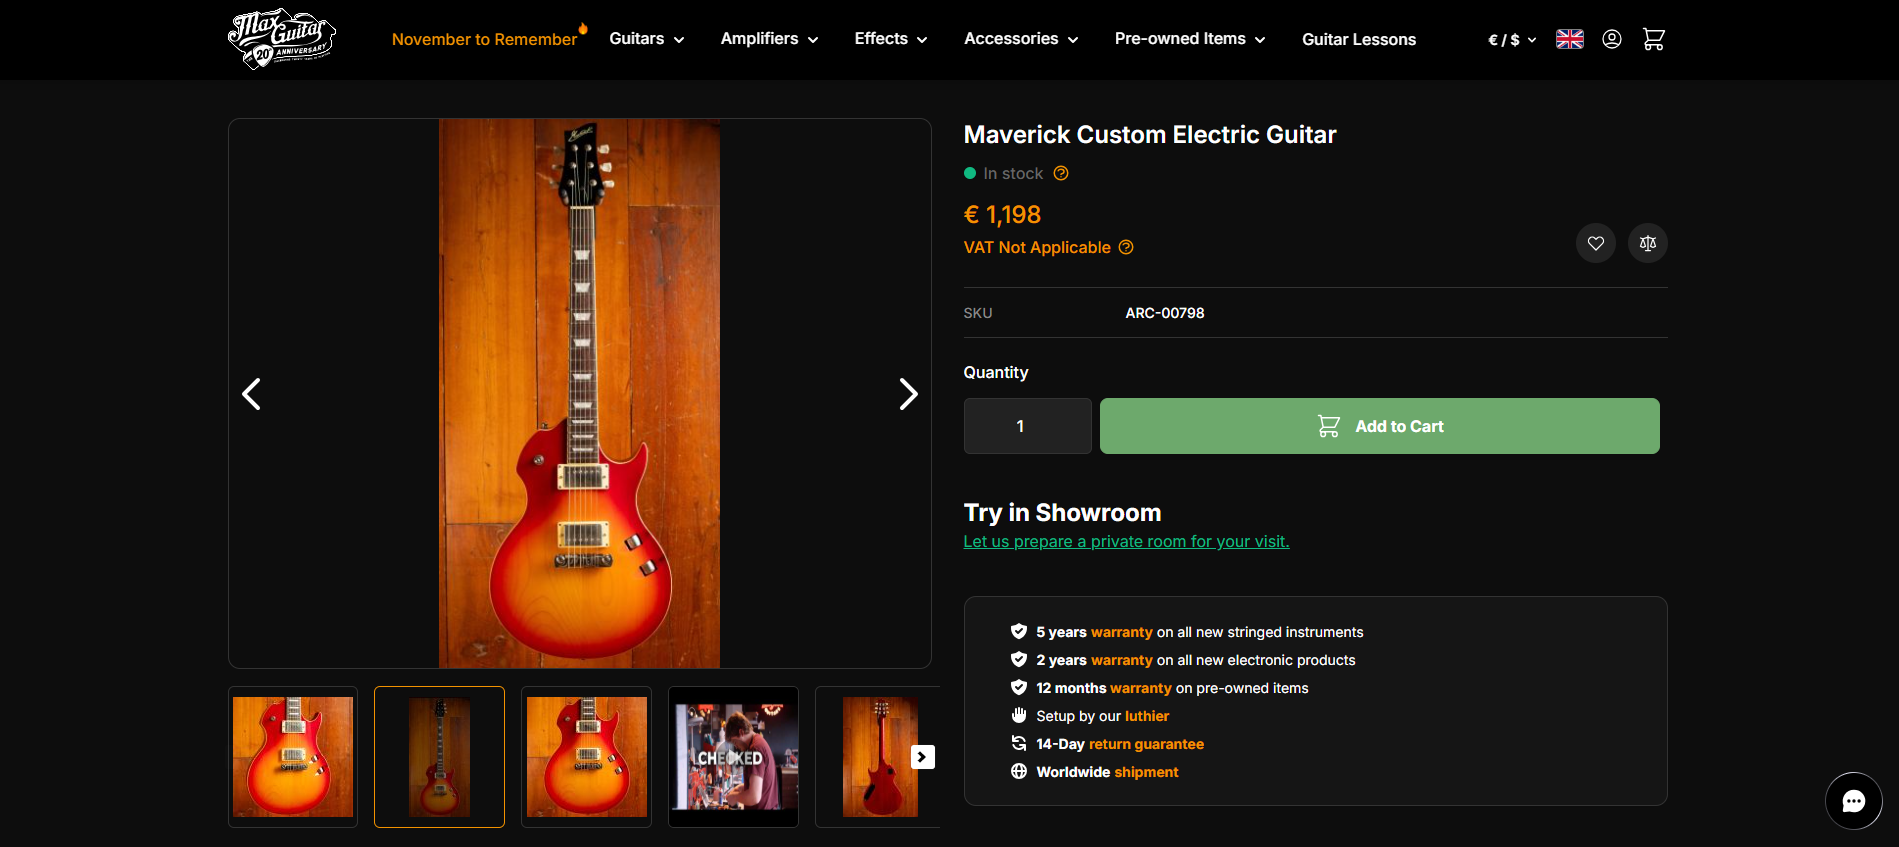 Max
Guitar
20 ANNIVERSARY
November to Remember
Guitars
Amplifiers
Effects
Accessories
Pre-owned Items
Guitar Lessons
€ / $
Maverick Custom Electric Guitar
In stock
€ 1,198
VAT Not Applicable
SKU ARC-00798
Quantity
1
Add to Cart
Try in Showroom
Let us prepare a private room for your visit.
5 years warranty on all new stringed instruments
2 years warranty on all new electronic products
12 months warranty on pre-owned items
Setup by our luthier
14-Day return guarantee
Worldwide shipment
CHECKED